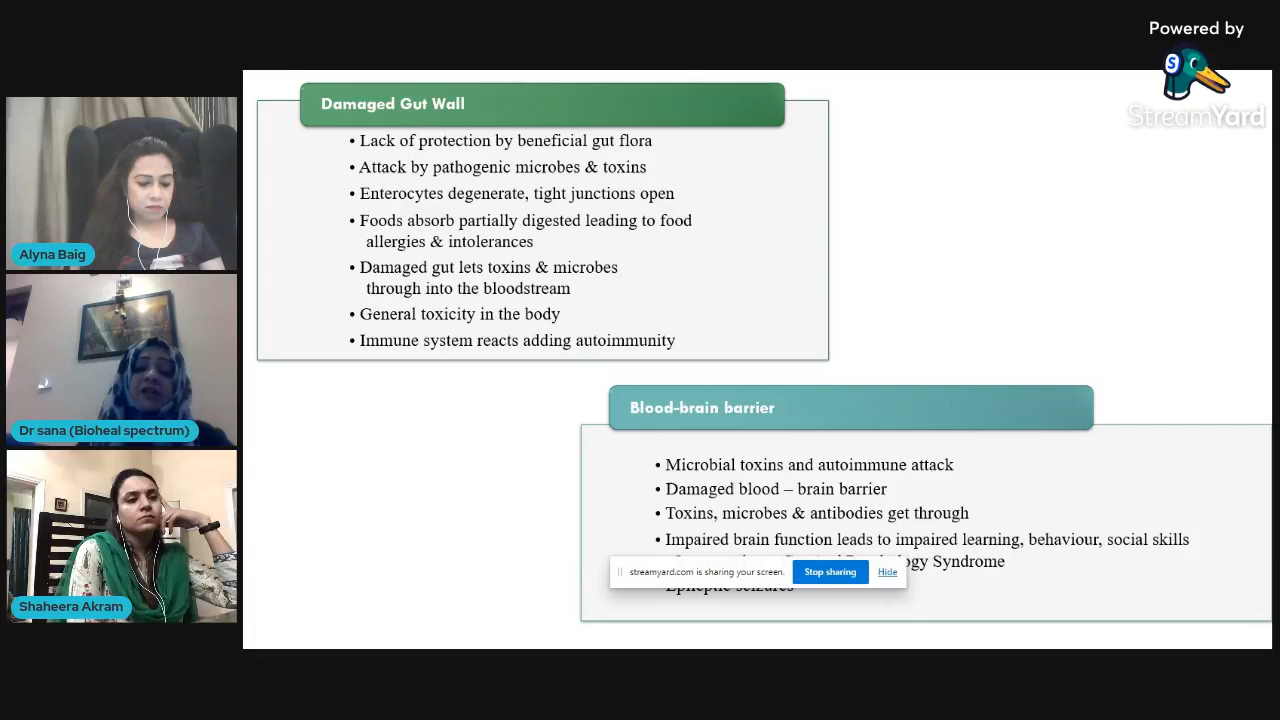 Powered by
S
StreamYard
Damaged Gut Wall
• Lack of protection by beneficial gut flora
• Attack by pathogenic microbes & toxins
• Enterocytes degenerate, tight junctions open
• Foods absorb partially digested leading to food
allergies & intolerances
• Damaged gut lets toxins & microbes
through into the bloodstream
• General toxicity in the body
• Immune system reacts adding autoimmunity
Alyna Baig
Dr sana (Bioheal spectrum)
Shaheera Akram
Blood-brain barrier
• Microbial toxins and autoimmune attack
• Damaged blood – brain barrier
• Toxins, microbes & antibodies get through
• Impaired brain function leads to impaired learning, behaviour, social skills
Syndrome
streamyard.com is sharing your screen.
Stop sharing
Hide
Epileptic seizures